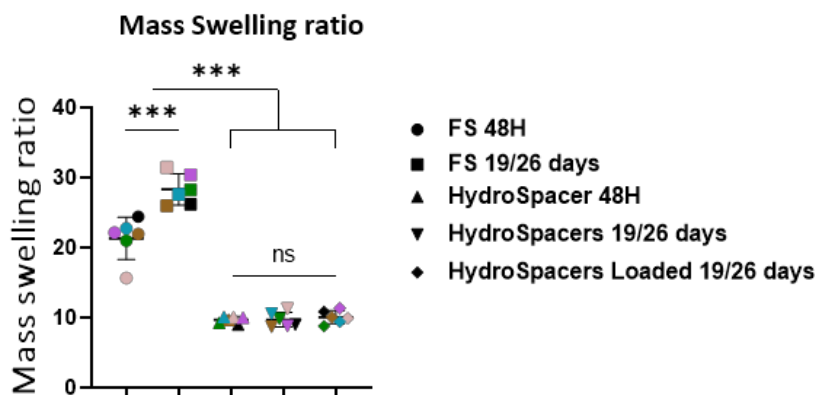 Mass Swelling ratio
***
***
ns
Mass swelling ratio
40
30
20
10
0
FS 48H
FS 19/26 days
HydroSpacer 48H
HydroSpacers 19/26 days
HydroSpacers Loaded 19/26 days